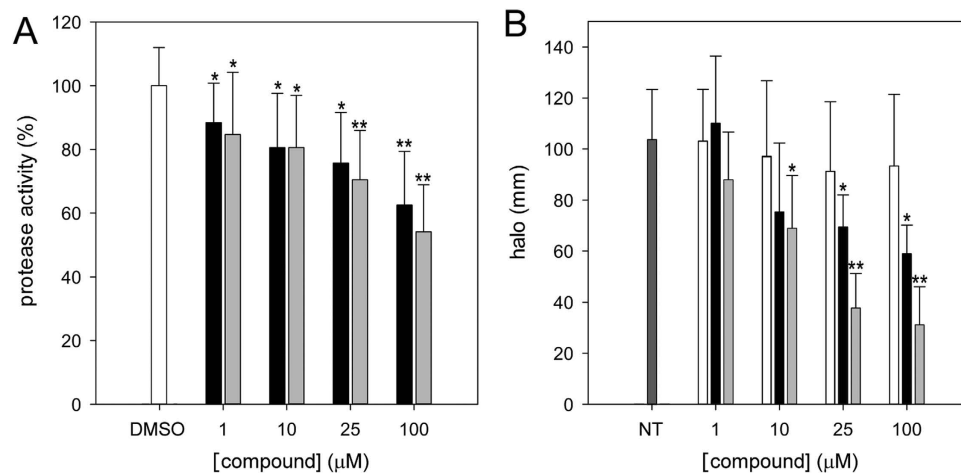 A
protease activity (%)
120
100
80
60
40
20
0
* * * * * ** ** **
DMSO 1 10 25 100
[compound] (μM)
B
halo (mm)
140
120
100
80
60
40
20
0
* * ** * **
NT 1 10 25 100
[compound] (μM)